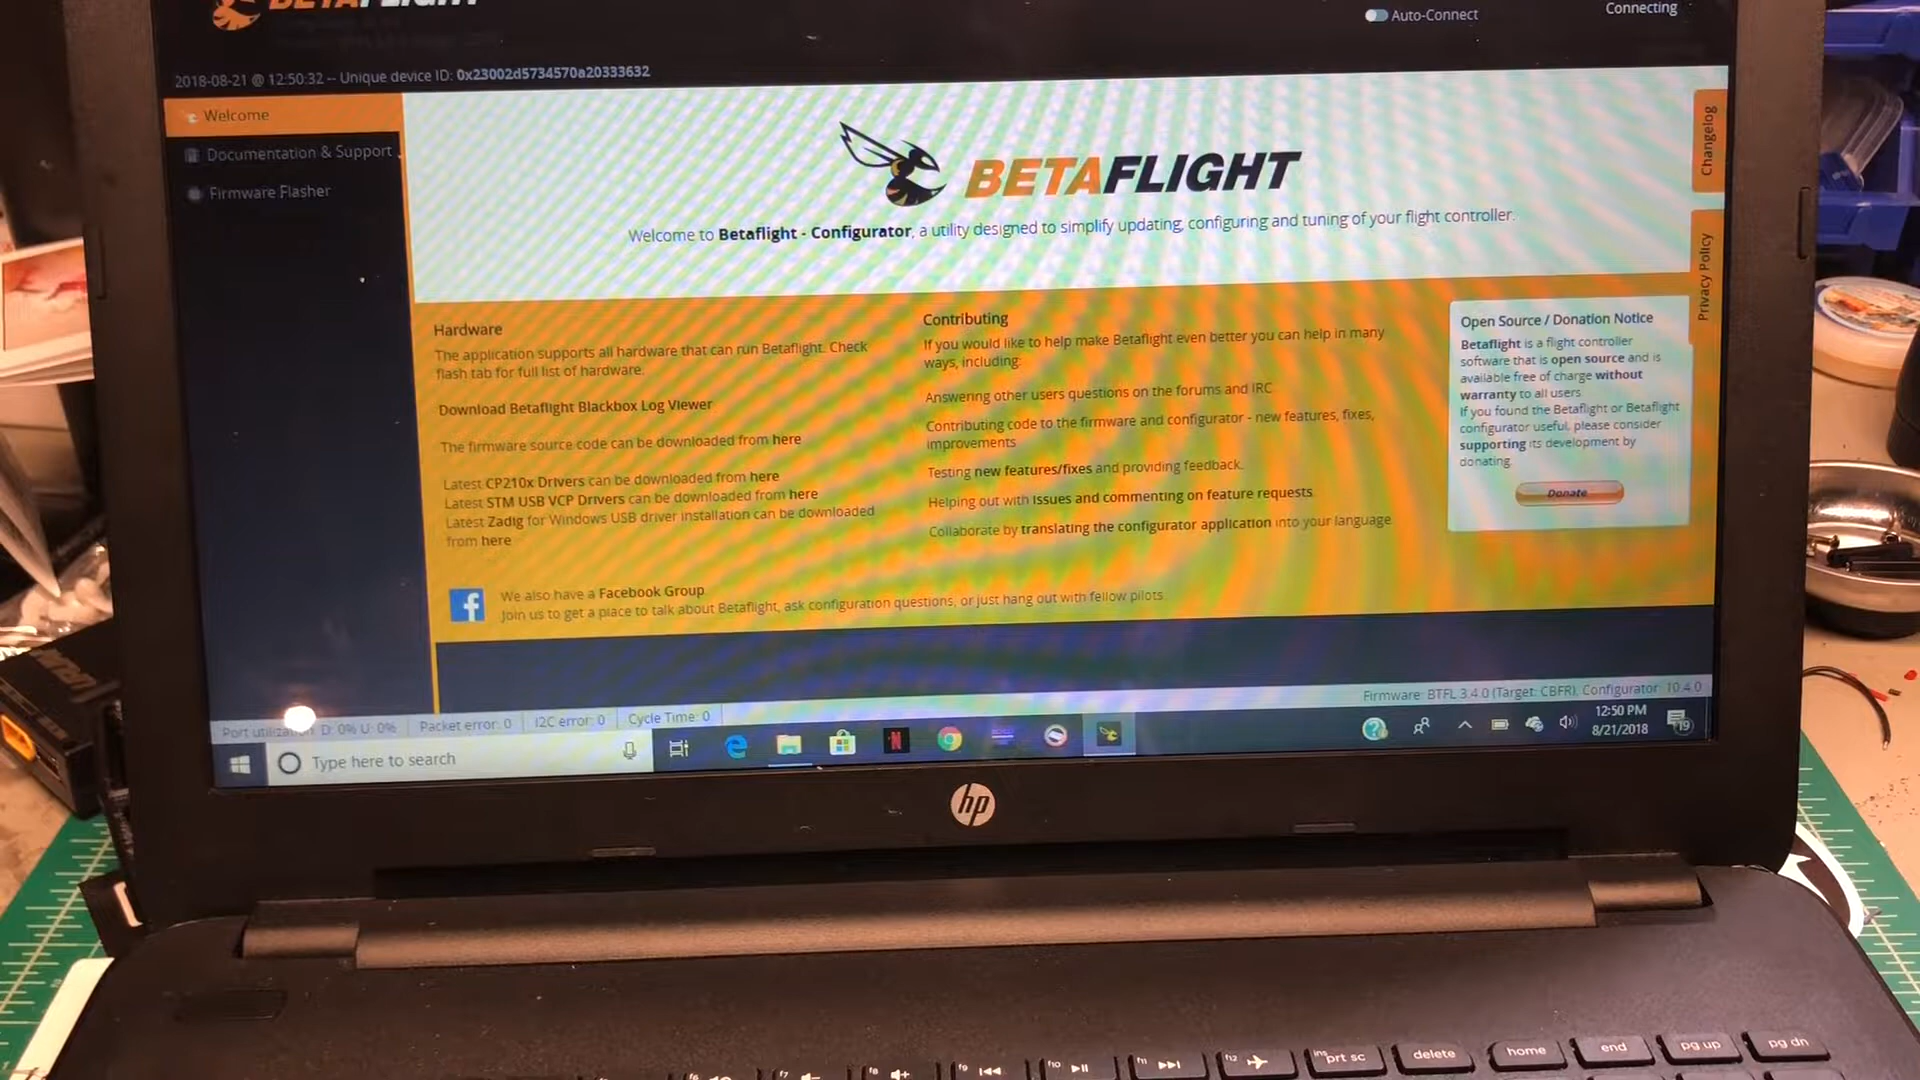 BETAFLIGHT
Auto-Connect
Connecting
2018-08-21 @ 12:50:32 -- Unique device ID: 0x23002d5734570a20333632
Welcome
Documentation & Support
Firmware Flasher
BETAFLIGHT
Welcome to Betaflight - Configurator, a utility designed to simplify updating, configuring and tuning of your flight controller.
Changelog
Privacy Policy
Hardware
The application supports all hardware that can run Betaflight. Check
flash tab for full list of hardware.
Download Betaflight Blackbox Log Viewer
The firmware source code can be downloaded from here
Latest CP210x Drivers can be downloaded from here
Latest STM USB VCP Drivers can be downloaded from here
Latest Zadig for Windows USB driver installation can be downloaded
from here
Contributing
If you would like to help make Betaflight even better you can help in many
ways, including:
Answering other users questions on the forums and IRC
Contributing code to the firmware and configurator - new features, fixes,
improvements
Testing new features/fixes and providing feedback.
Helping out with issues and commenting on feature requests.
Collaborate by translating the configurator application into your language
Open Source / Donation Notice
Betaflight is a flight controller
software that is open source and is
available free of charge without
warranty to all users.
If you found the Betaflight or Betaflight
configurator useful, please consider
supporting its development by
donating.
Donate
We also have a Facebook Group.
Join us to get a place to talk about Betaflight, ask configuration questions, or just hang out with fellow pilots.
Port D: 0% U: 0%
Packet error: 0
I2C error: 0
Cycle Time: 0
Firmware: BTFL 3.4.0 (Target: CBFR), Configurator: 10.4.0
Type here to search
12:50 PM
8/21/2018
19
hp
f6
f7
f8
f9
f10
f11
f12
ins prt sc
delete
home
end
pg up
pg dn